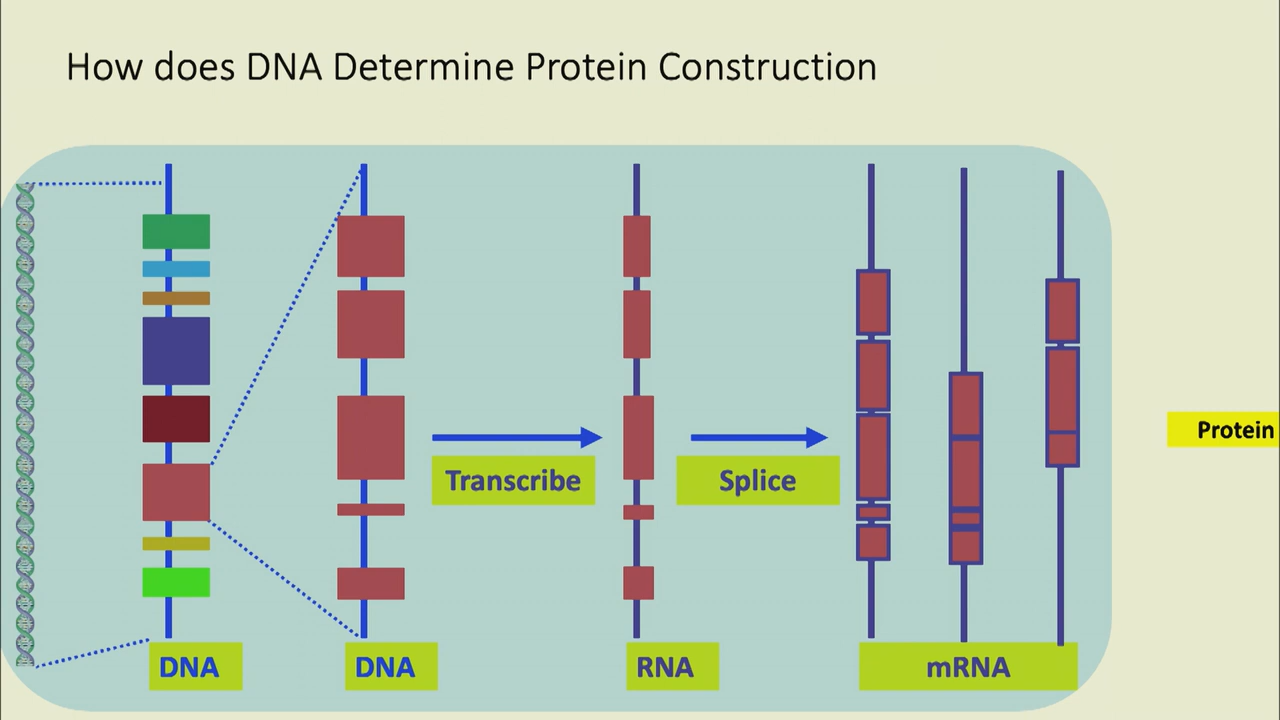 How does DNA Determine Protein Construction
Transcribe
Splice
Protein
DNA
DNA
RNA
mRNA